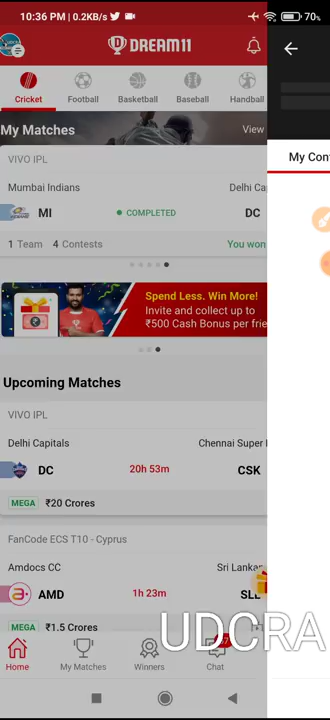 10:36 PM | 0.2KB/s
70%
DREAM11
Cricket Football Basketball Baseball Handball
My Matches View
VIVO IPL
Mumbai Indians Delhi Cap
MI COMPLETED DC
1 Team 4 Contests You won
Spend Less. Win More!
Invite and collect up to
₹500 Cash Bonus per frie
Upcoming Matches
VIVO IPL
Delhi Capitals Chennai Super
DC 20h 53m CSK
MEGA ₹20 Crores
FanCode ECS T10 - Cyprus
Amdocs CC Sri Lankan
AMD 1h 23m SL
MEGA ₹1.5 Crores
Home My Matches Winners Chat
My Con
UDCRA